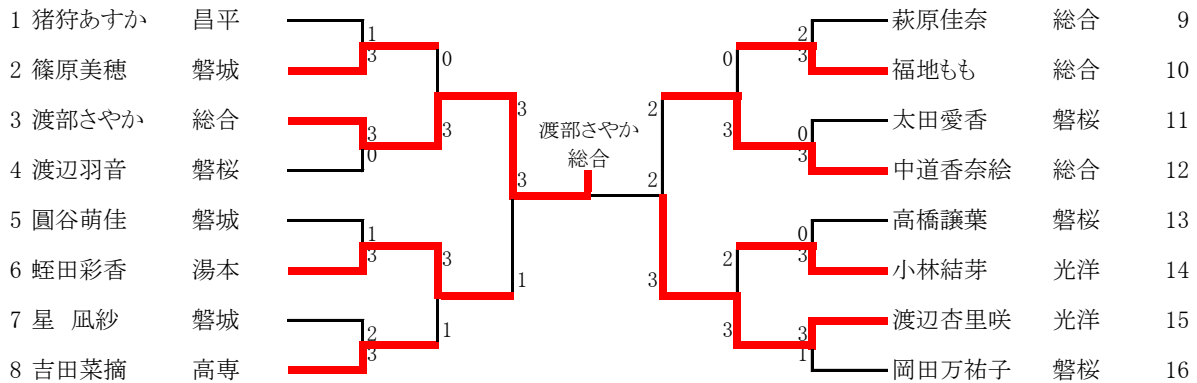 1 猪狩あすか 昌平
2 篠原美穂 磐城
3 渡部さやか 総合
4 渡辺羽音 磐桜
5 圓谷萌佳 磐城
6 蛭田彩香 湯本
7 星 凪紗 磐城
8 吉田菜摘 高専
1
3
3
0
1
3
2
3
0
3
3
1
3
1
3
渡部さやか
総合
2
2
3
0
3
2
3
2
3
0
3
0
3
3
1
萩原佳奈 総合 9
福地もも 総合 10
太田愛香 磐桜 11
中道香奈絵 総合 12
高橋譲葉 磐桜 13
小林結芽 光洋 14
渡辺杏里咲 光洋 15
岡田万祐子 磐桜 16